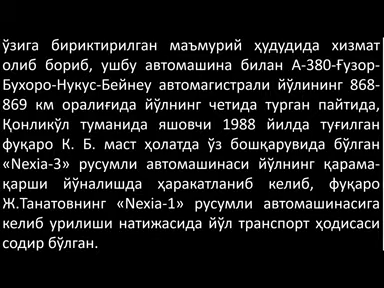 ўзига бириктирилган маъмурий ҳудудида хизмат
олиб бориб, ушбу автомашина билан А-380-Ғузор-
Бухоро-Нукус-Бейнеу автомагистрали йўлининг 868-
869 км оралиғида йўлнинг четида турган пайтида,
Қонликўл туманида яшовчи 1988 йилда туғилган
фуқаро К. Б. маст ҳолатда ўз бошқарувида бўлган
«Nexia-3» русумли автомашинаси йўлнинг қарама-
қарши йўналишда ҳаракатланиб келиб, фуқаро
Ж.Танатовнинг «Nexia-1» русумли автомашинасига
келиб урилиши натижасида йўл транспорт ҳодисаси
содир бўлган.